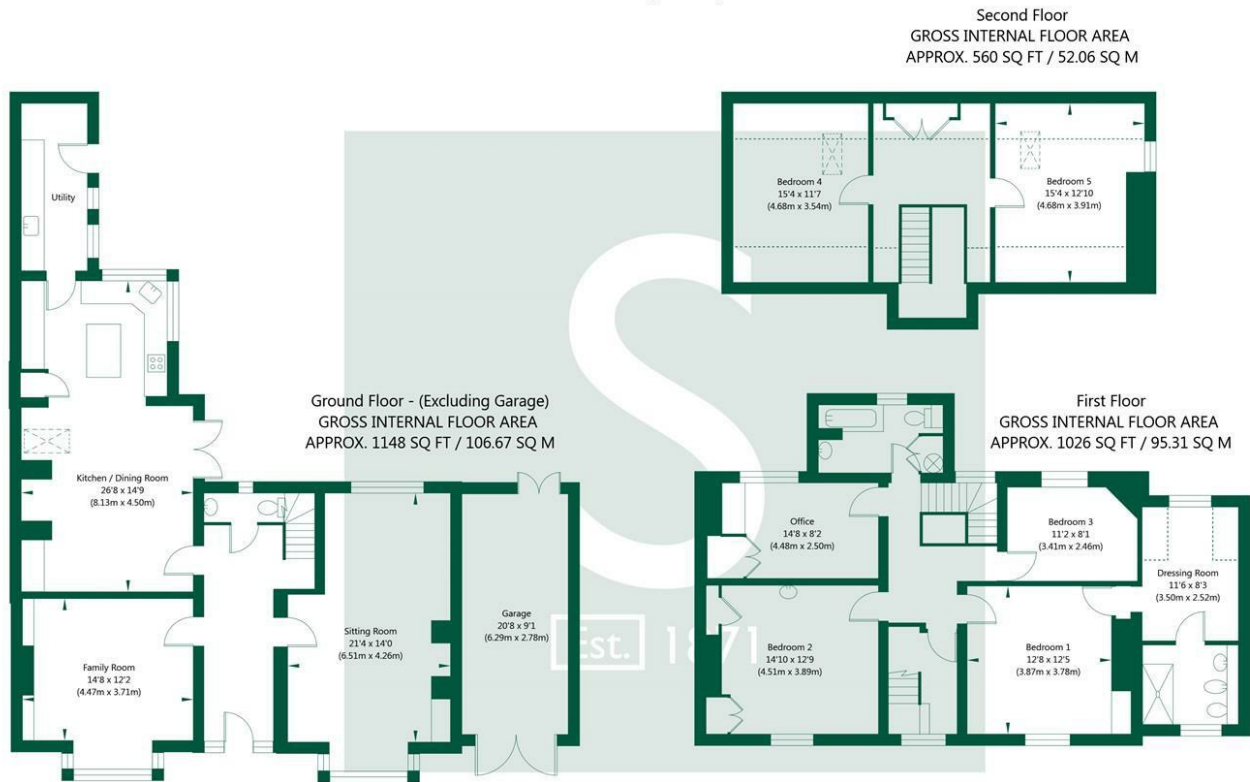 Second Floor
GROSS INTERNAL FLOOR AREA
APPROX. 560 SQ FT / 52.06 SQ M
Bedroom 4
15'4 x 11'7
(4.68m x 3.54m)
Bedroom 5
15'4 x 12'10
(4.68m x 3.91m)
Utility
Ground Floor - (Excluding Garage)
GROSS INTERNAL FLOOR AREA
APPROX. 1148 SQ FT / 106.67 SQ M
Kitchen / Dining Room
26'8 x 14'9
(8.13m x 4.50m)
Family Room
14'8 x 12'2
(4.47m x 3.71m)
Sitting Room
21'4 x 14'0
(6.51m x 4.26m)
Garage
20'8 x 9'1
(6.29m x 2.78m)
First Floor
GROSS INTERNAL FLOOR AREA
APPROX. 1026 SQ FT / 95.31 SQ M
Office
14'8 x 8'2
(4.48m x 2.50m)
Bedroom 3
11'2 x 8'1
(3.41m x 2.46m)
Dressing Room
11'6 x 8'3
(3.50m x 2.52m)
Bedroom 2
14'10 x 12'9
(4.51m x 3.89m)
Bedroom 1
12'8 x 12'5
(3.87m x 3.78m)
S
Est. 1871